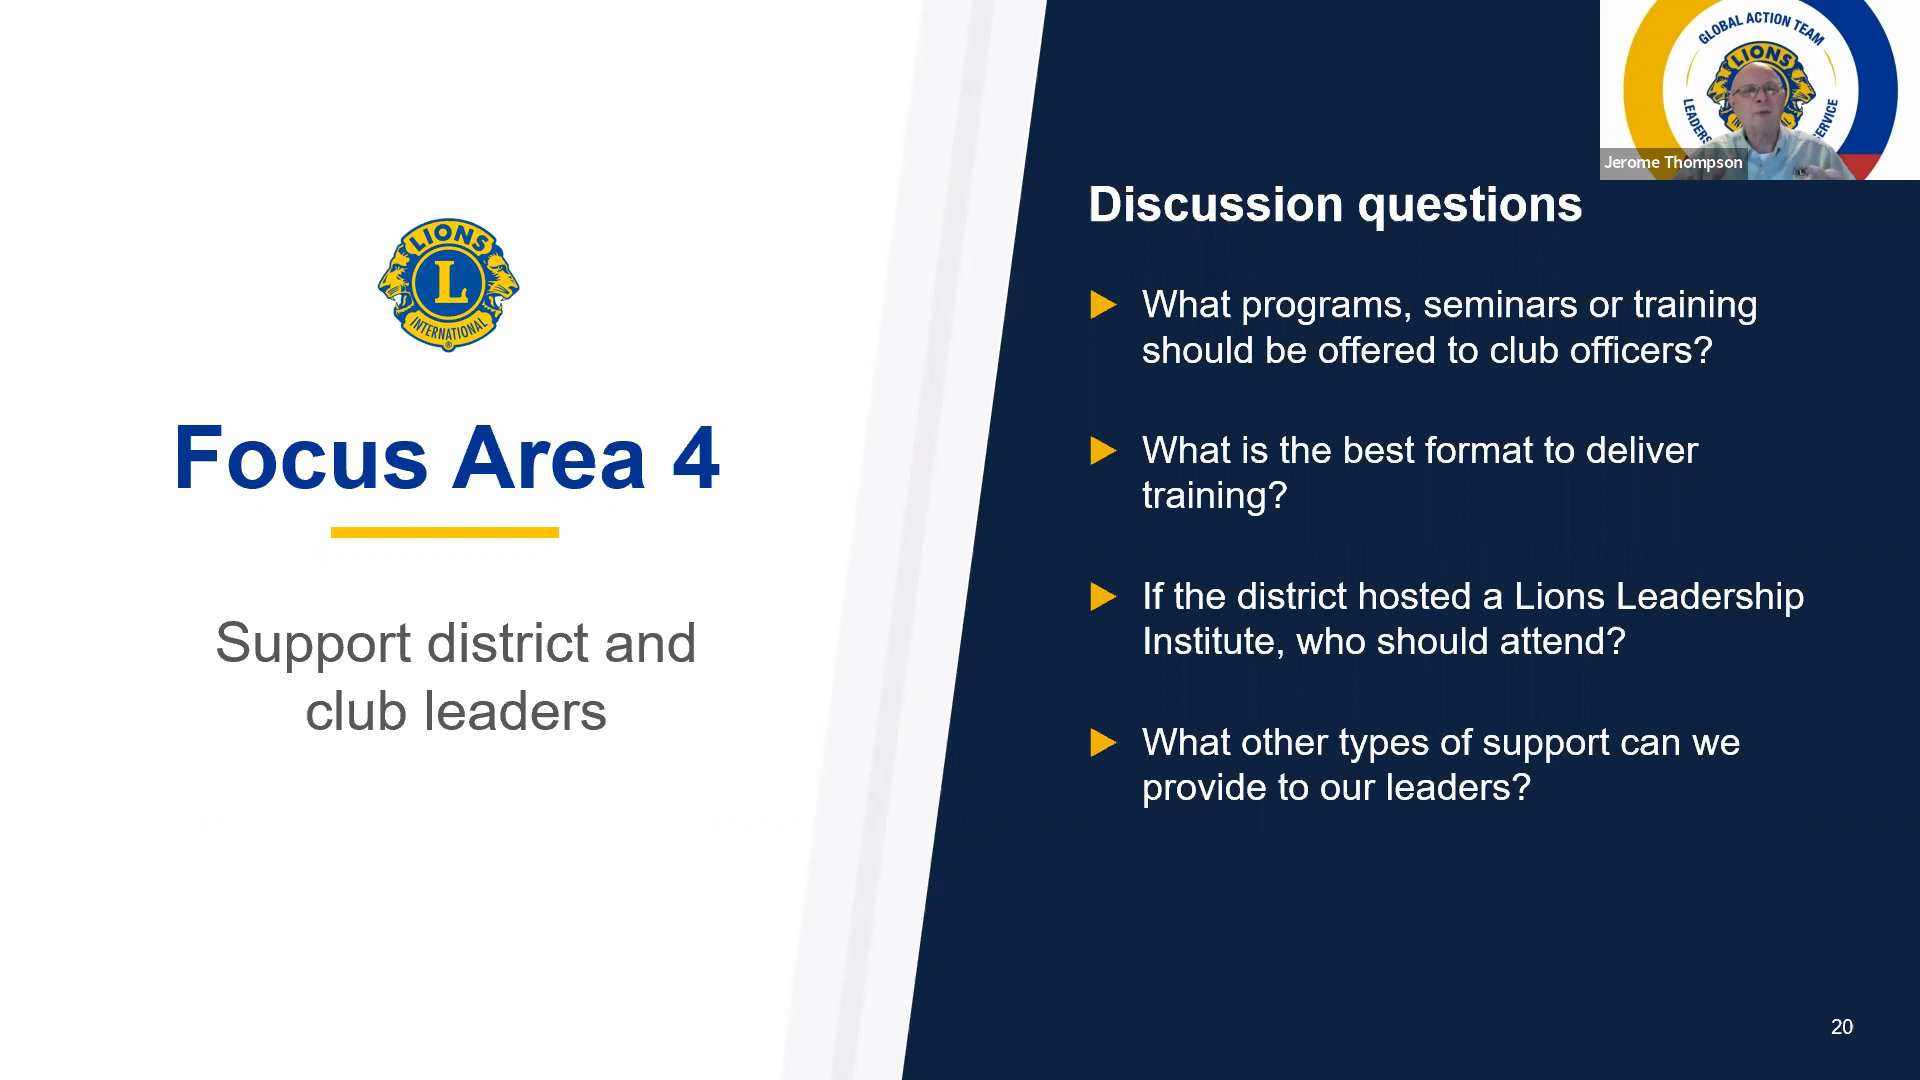 LIONS
L
INTERNATIONAL
®
Focus Area 4
Support district and
club leaders
GLOBAL ACTION TEAM
LIONS
Jerome Thompson
Discussion questions
What programs, seminars or training
should be offered to club officers?
What is the best format to deliver
training?
If the district hosted a Lions Leadership
Institute, who should attend?
What other types of support can we
provide to our leaders?
20